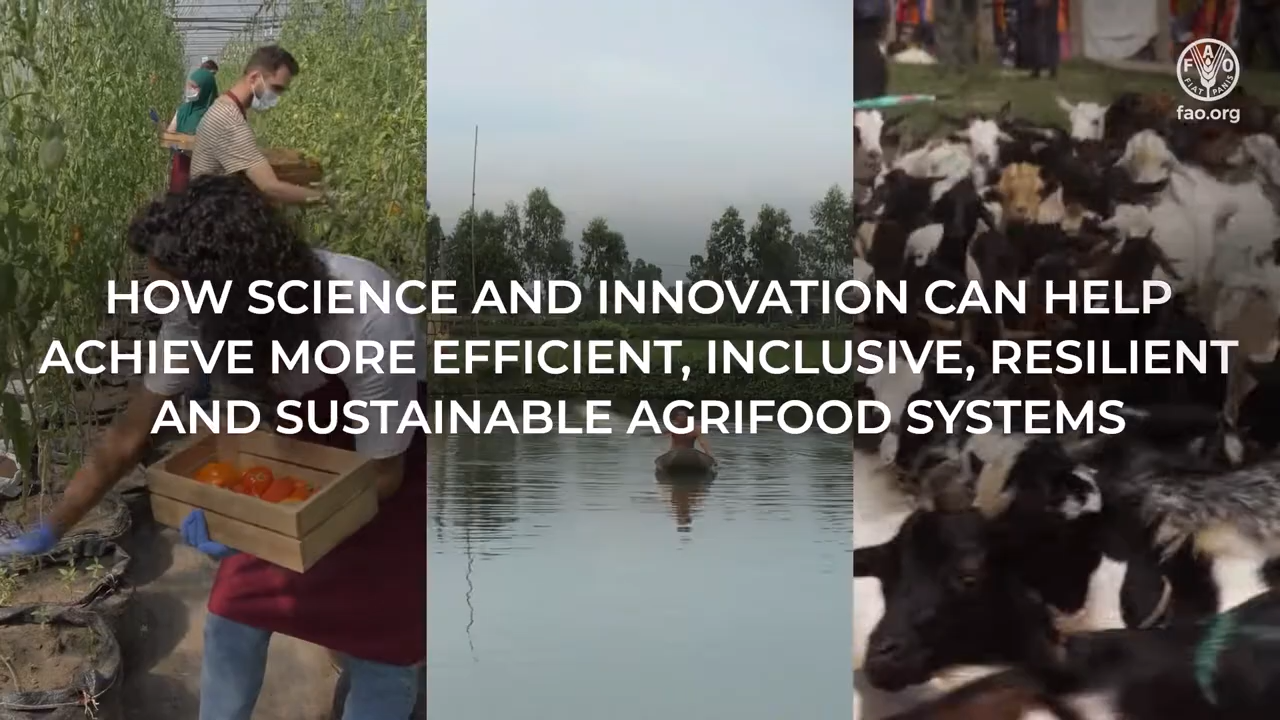 FAO
FIAT PANIS
fao.org
HOW SCIENCE AND INNOVATION CAN HELP
ACHIEVE MORE EFFICIENT, INCLUSIVE, RESILIENT
AND SUSTAINABLE AGRIFOOD SYSTEMS